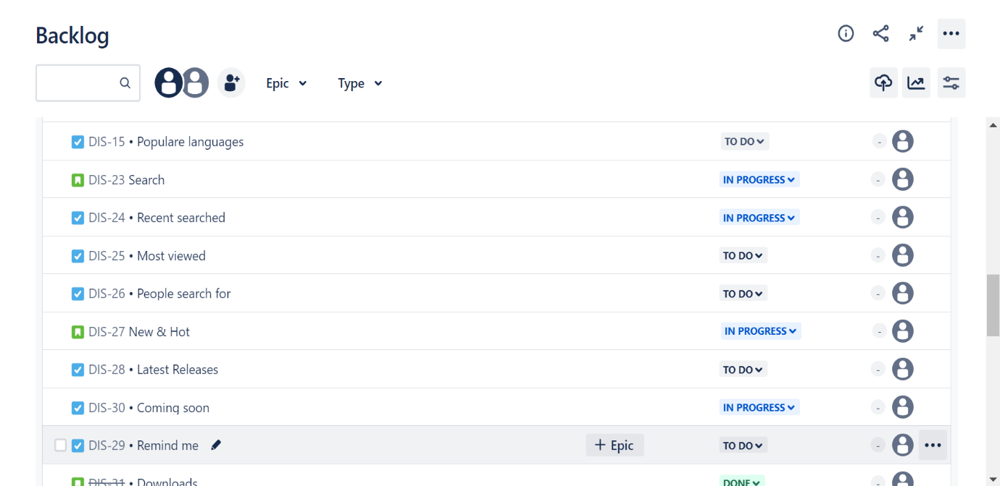 Backlog
Epic Type
DIS-15 • Populare languages TO DO -
DIS-23 Search IN PROGRESS -
DIS-24 • Recent searched IN PROGRESS -
DIS-25 • Most viewed TO DO -
DIS-26 • People search for TO DO -
DIS-27 New & Hot IN PROGRESS -
DIS-28 • Latest Releases TO DO -
DIS-30 • Coming soon IN PROGRESS -
DIS-29 • Remind me + Epic TO DO -
DIS-31 • Downloads DONE -